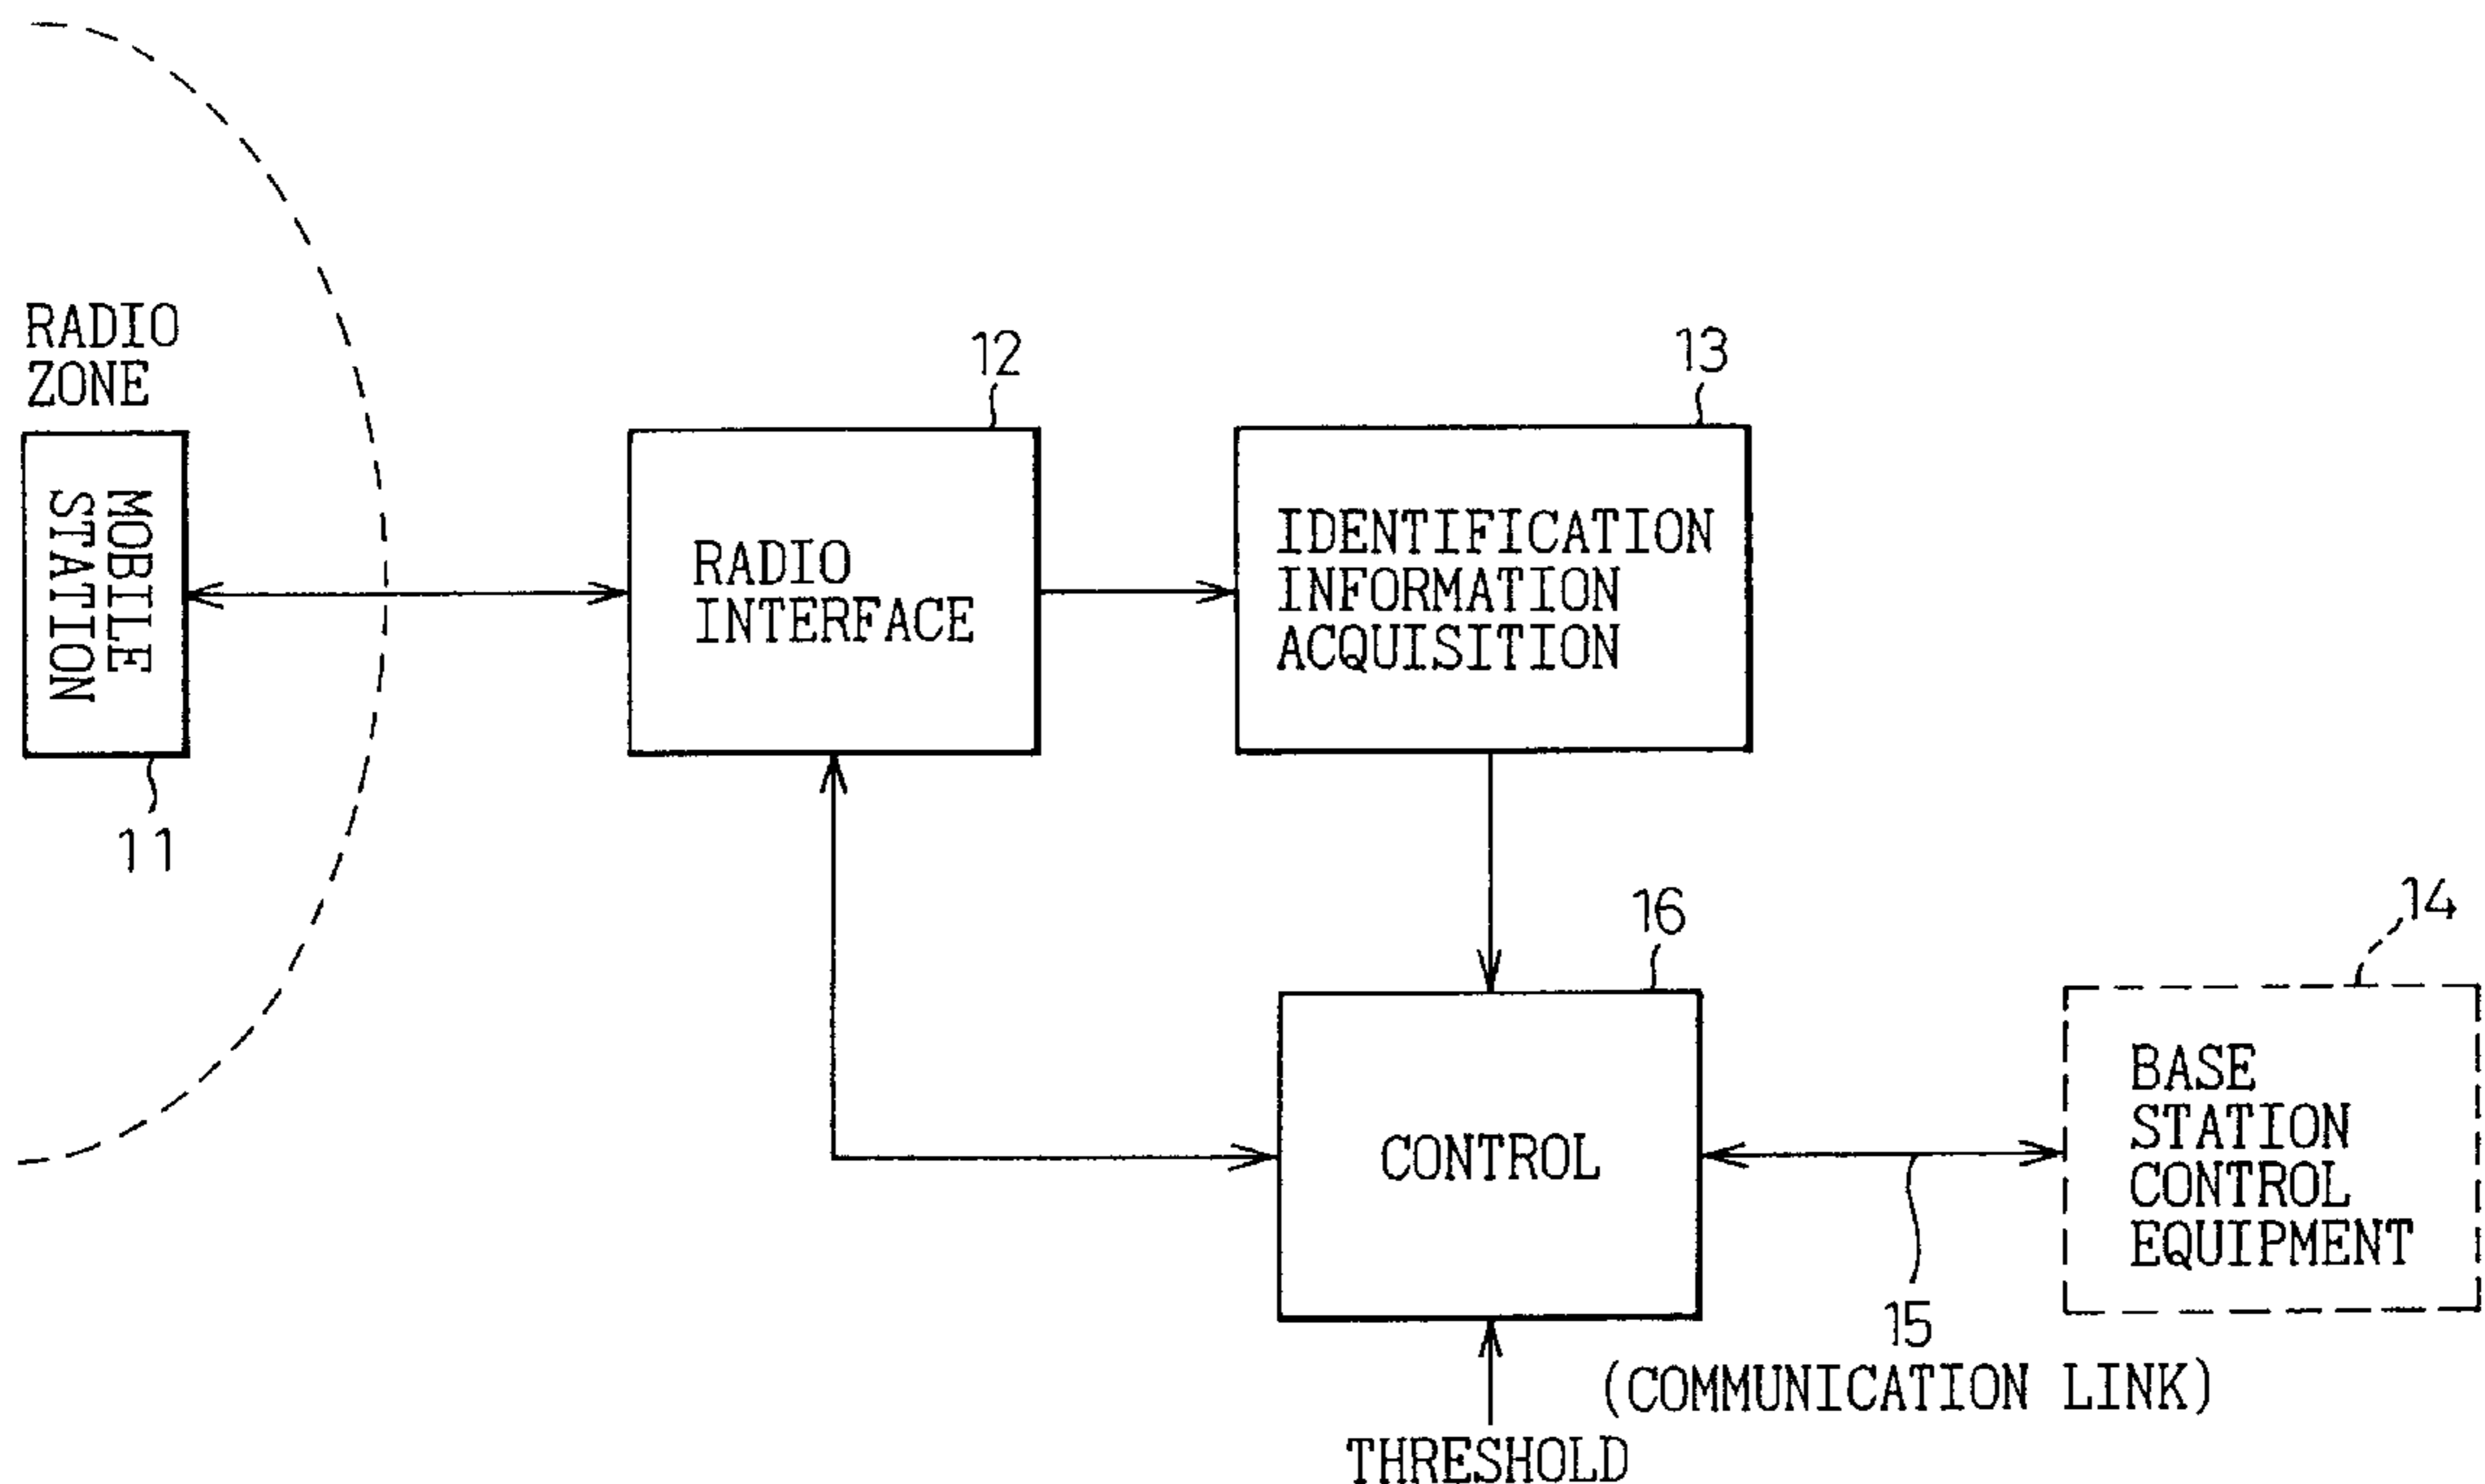 RADIO
ZONE
MOBILE
STATION
11
12
RADIO
INTERFACE
13
IDENTIFICATION
INFORMATION
ACQUISITION
16
CONTROL
14
BASE
STATION
CONTROL
EQUIPMENT
15
(COMMUNICATION LINK)
THRESHOLD